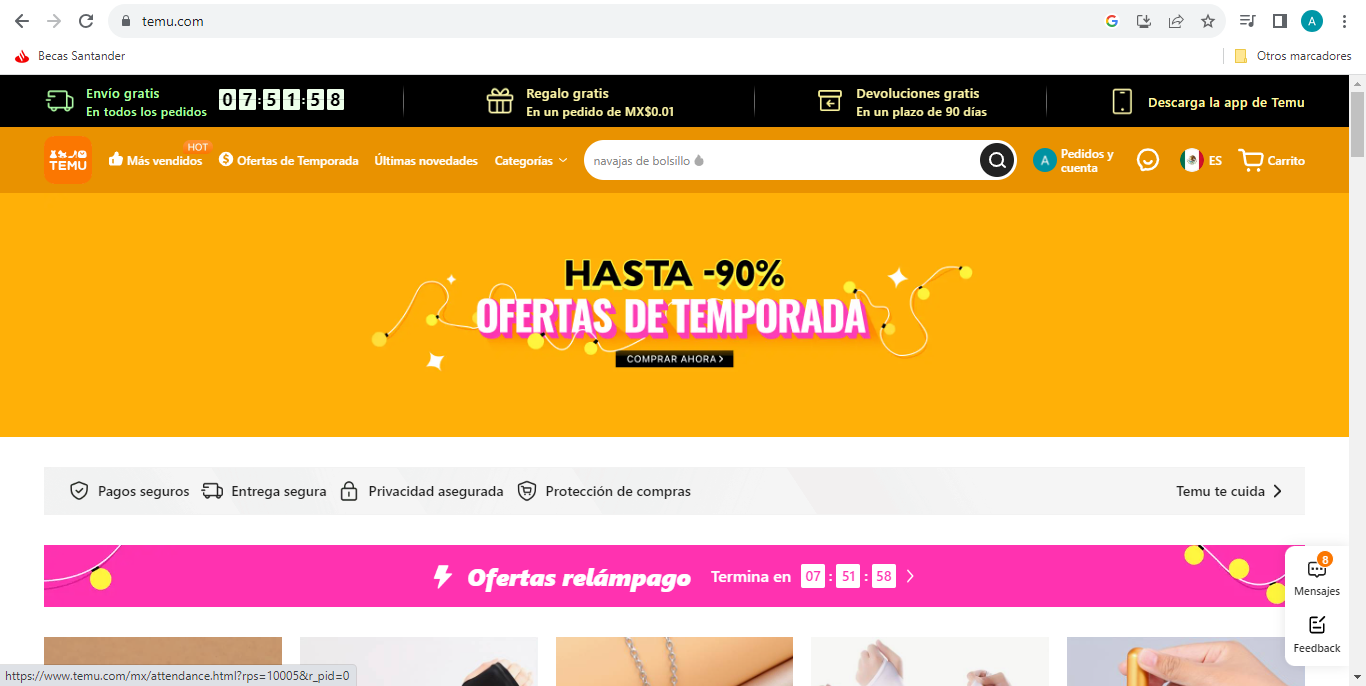 temu.com
A
Becas Santander
Otros marcadores
Envío gratis
En todos los pedidos
07:51:58
Regalo gratis
En un pedido de MX$0.01
Devoluciones gratis
En un plazo de 90 días
Descarga la app de Temu
TEMU
Más vendidos
HOT
Ofertas de Temporada
Últimas novedades
Categorías
navajas de bolsillo
A
Pedidos y
cuenta
ES
Carrito
HASTA -90%
OFERTAS DE TEMPORADA
COMPRAR AHORA >
Pagos seguros
Entrega segura
Privacidad asegurada
Protección de compras
Temu te cuida
Ofertas relámpago
Termina en 07 : 51 : 58
8
Mensajes
Feedback
https://www.temu.com/mx/attendance.html?rps=10005&r_pid=0